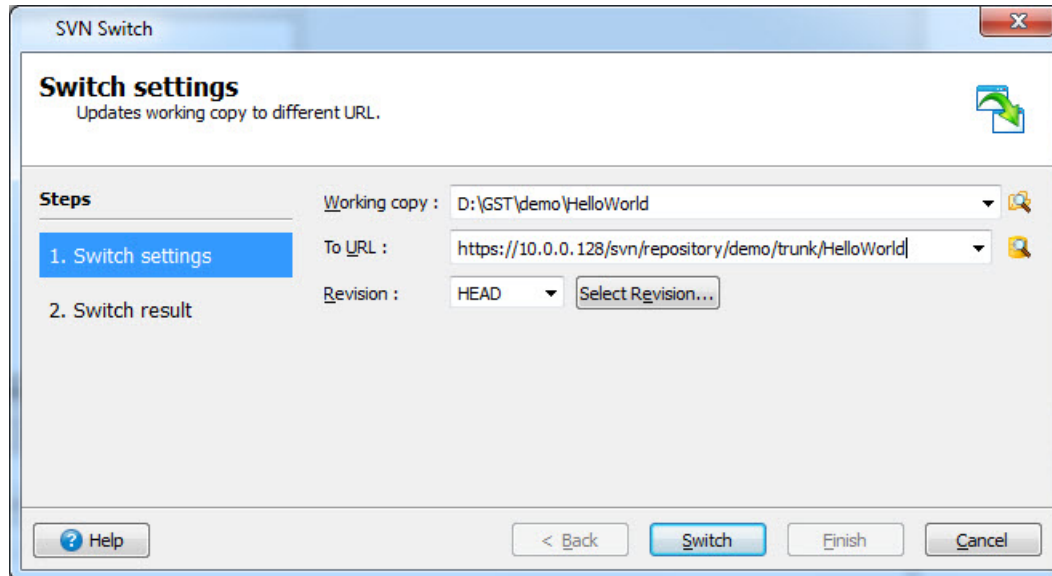 SVN Switch
Switch settings
Updates working copy to different URL.
Steps
1. Switch settings
2. Switch result
Working copy : D:\GST\demo\HelloWorld
To URL : https://10.0.0.128/svn/repository/demo/trunk/HelloWorld
Revision : HEAD Select Revision...
Help < Back Switch Finish Cancel